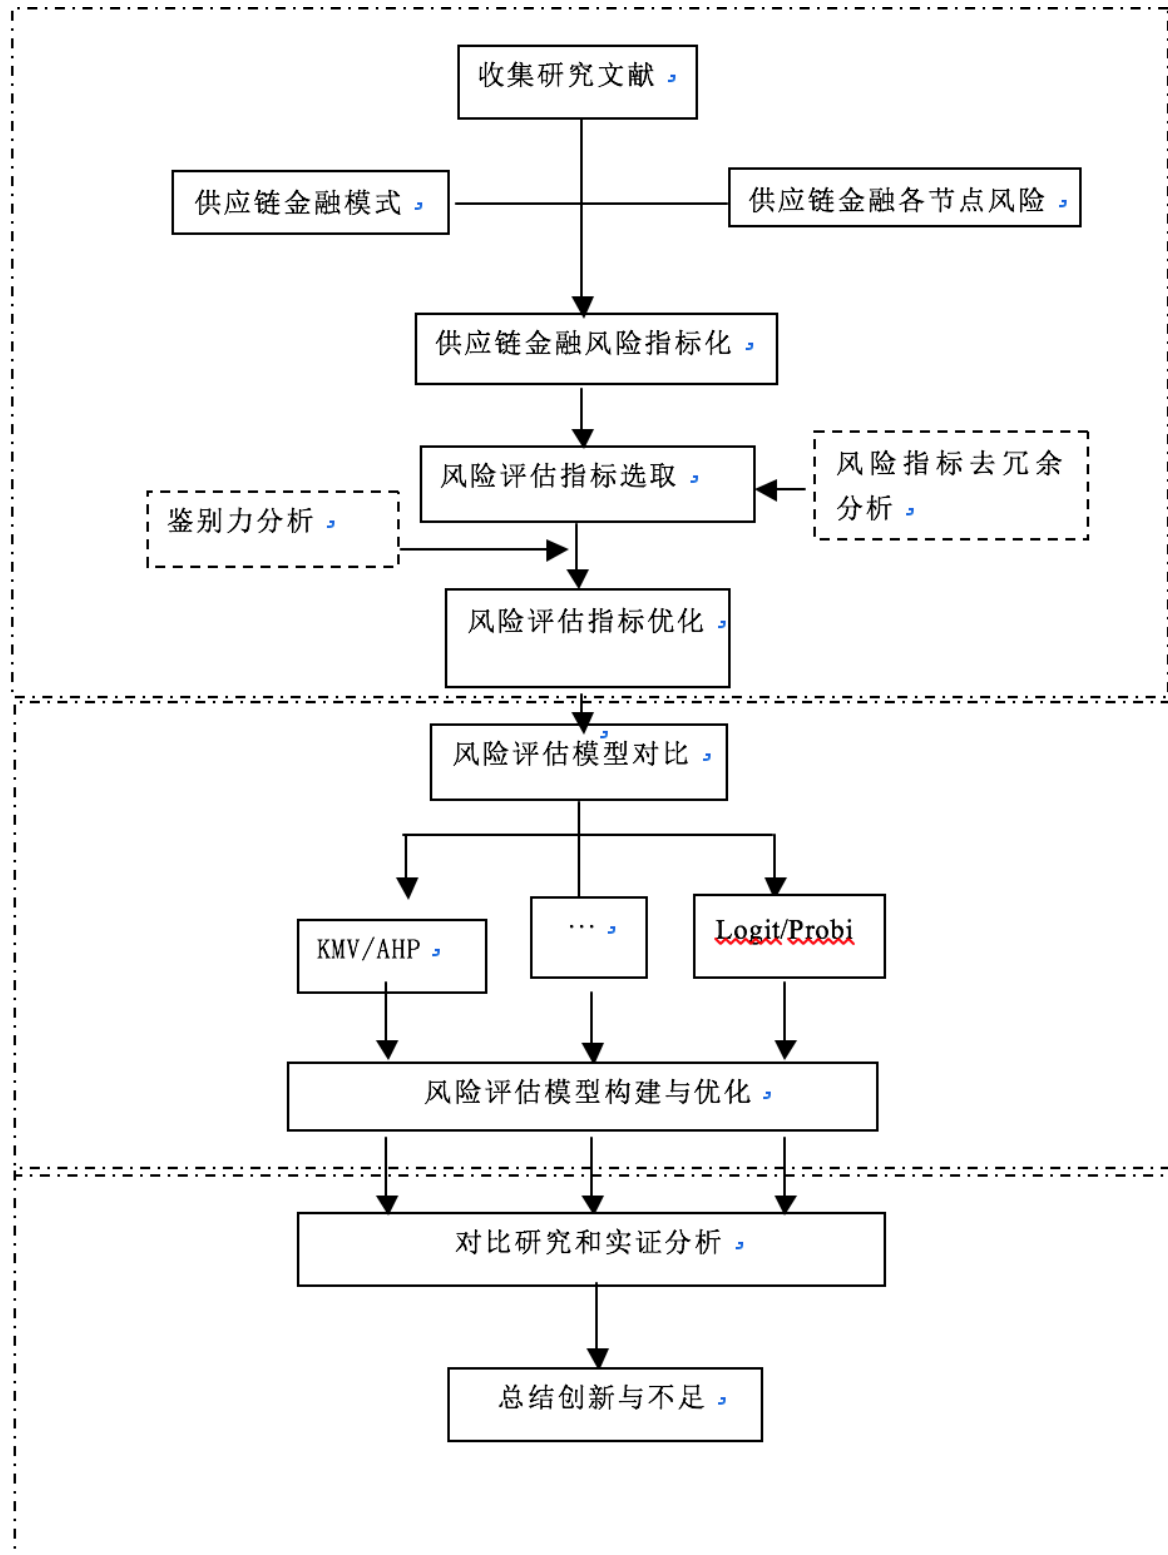 收集研究文献
供应链金融模式
供应链金融各节点风险
供应链金融风险指标化
风险评估指标选取
风险指标去冗余
分析
鉴别力分析
风险评估指标优化
风险评估模型对比
KMV/AHP
…
Logit/Probi
风险评估模型构建与优化
对比研究和实证分析
总结创新与不足